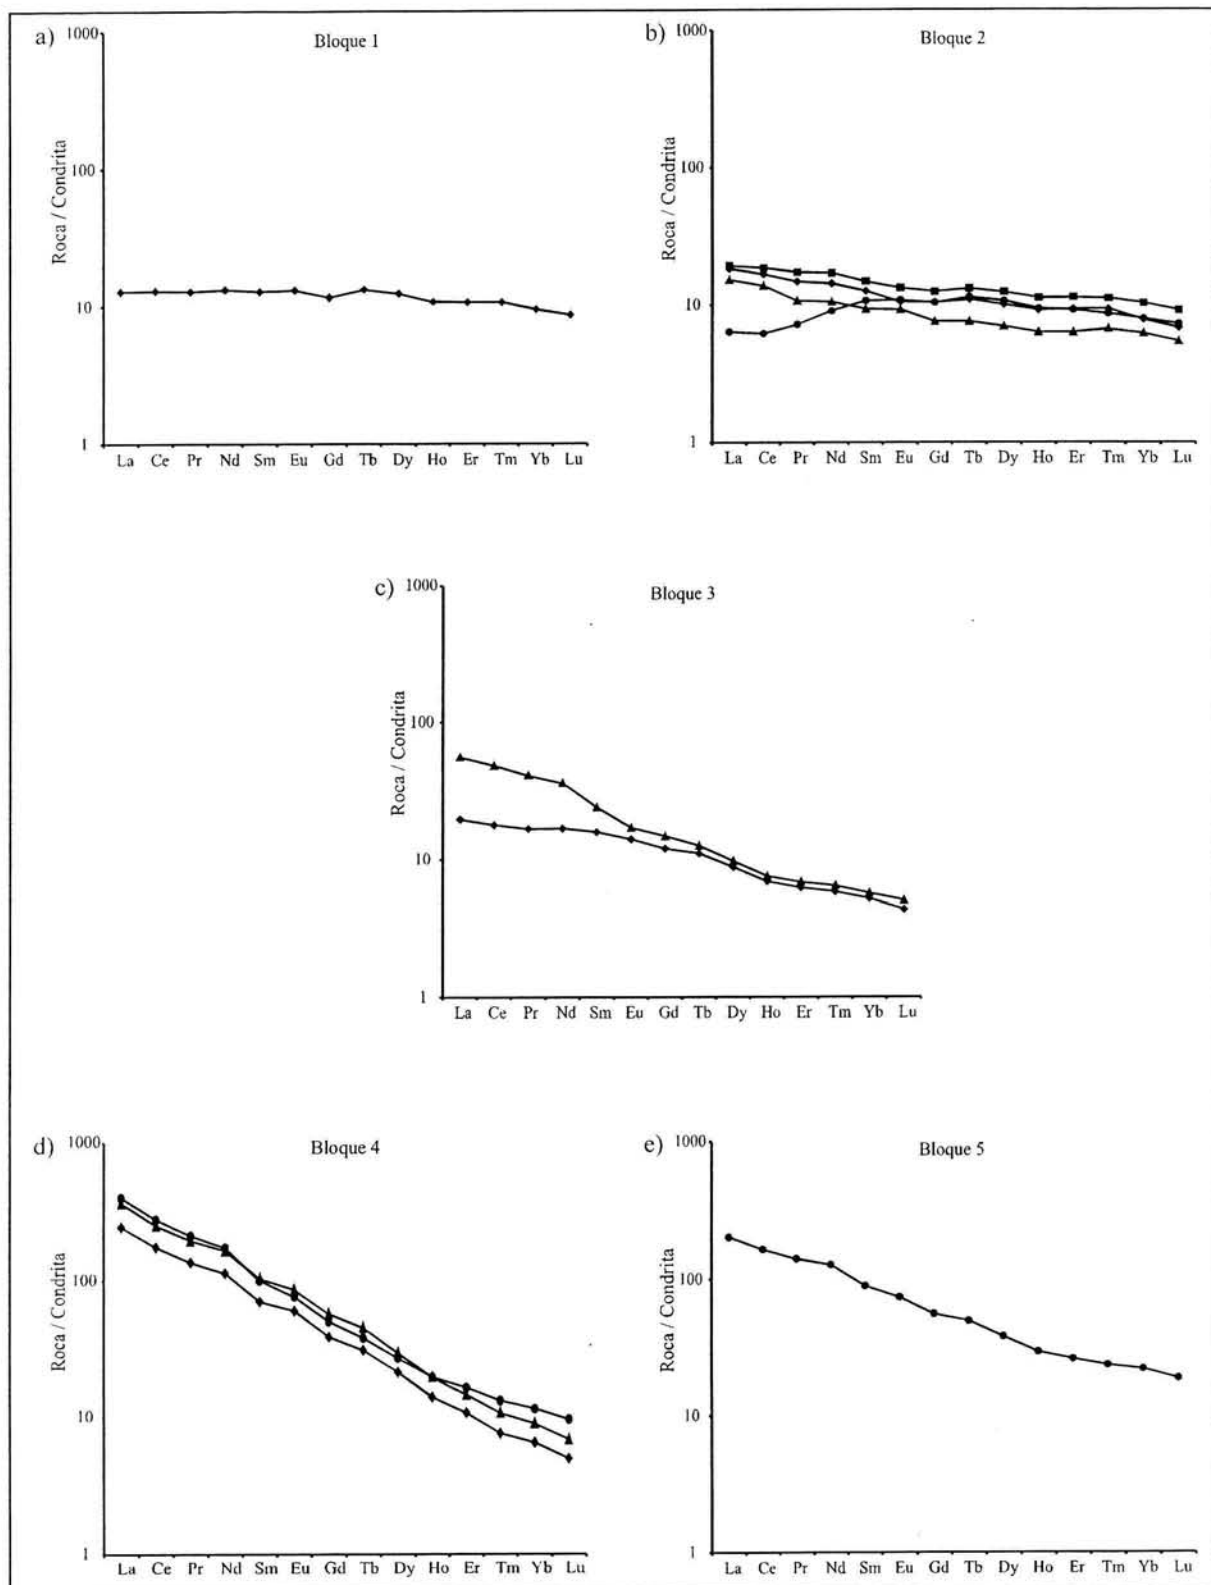 a) Bloque 1
1000
100
10
1
Roca / Condrita
La Ce Pr Nd Sm Eu Gd Tb Dy Ho Er Tm Yb Lu
b) Bloque 2
1000
100
10
1
Roca / Condrita
La Ce Pr Nd Sm Eu Gd Tb Dy Ho Er Tm Yb Lu
c) Bloque 3
1000
100
10
1
Roca / Condrita
La Ce Pr Nd Sm Eu Gd Tb Dy Ho Er Tm Yb Lu
d) Bloque 4
1000
100
10
1
Roca / Condrita
La Ce Pr Nd Sm Eu Gd Tb Dy Ho Er Tm Yb Lu
e) Bloque 5
1000
100
10
1
Roca / Condrita
La Ce Pr Nd Sm Eu Gd Tb Dy Ho Er Tm Yb Lu